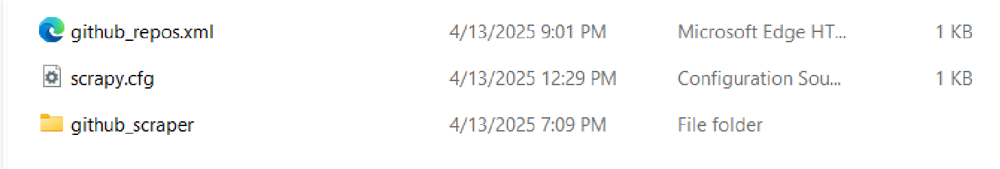 github_repos.xml 4/13/2025 9:01 PM Microsoft Edge HT... 1 KB
scrapy.cfg 4/13/2025 12:29 PM Configuration Sou... 1 KB
github_scraper 4/13/2025 7:09 PM File folder